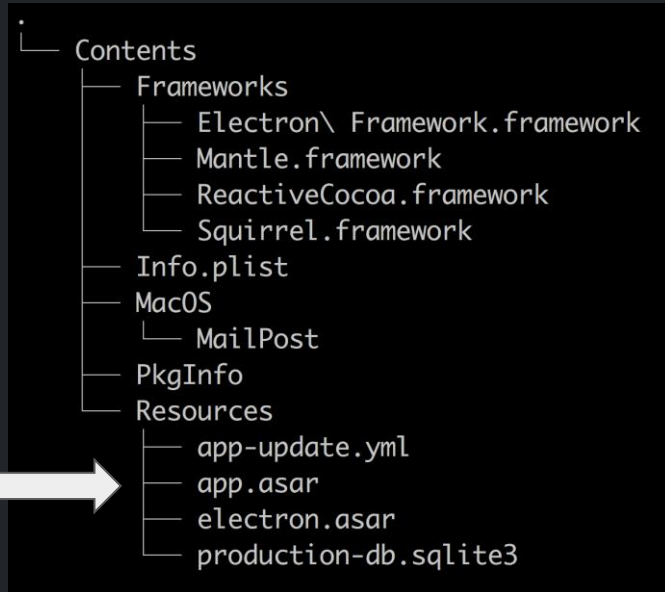 .
└── Contents
    ├── Frameworks
    │   ├── Electron\ Framework.framework
    │   ├── Mantle.framework
    │   ├── ReactiveCocoa.framework
    │   └── Squirrel.framework
    ├── Info.plist
    ├── MacOS
    │   └── MailPost
    ├── PkgInfo
    └── Resources
        ├── app-update.yml
        ├── app.asar
        ├── electron.asar
        └── production-db.sqlite3